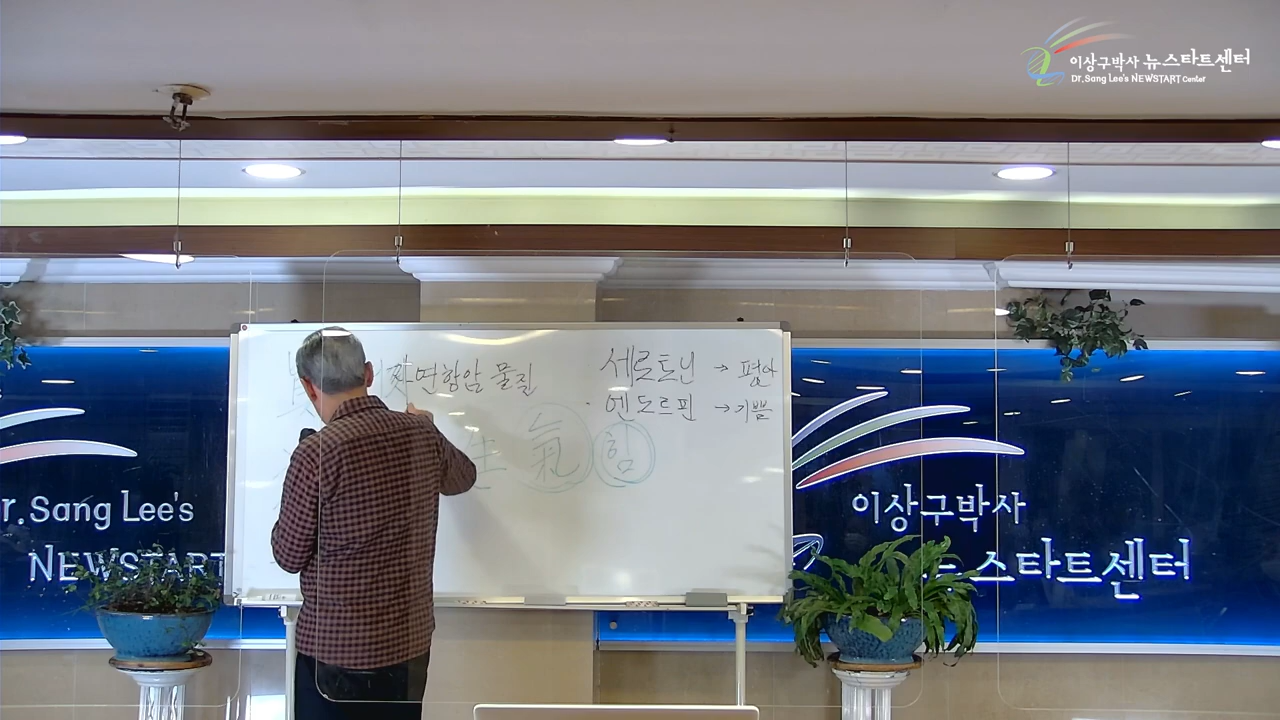 이상구박사 뉴스타트센터
Dr. Sang Lee's NEWSTART Center
자연항암 물질
세로토닌 → 평안
엔도르핀 → 기쁨
生 氣 힘
r. Sang Lee's
NEWSTART
이상구박사
뉴스타트센터